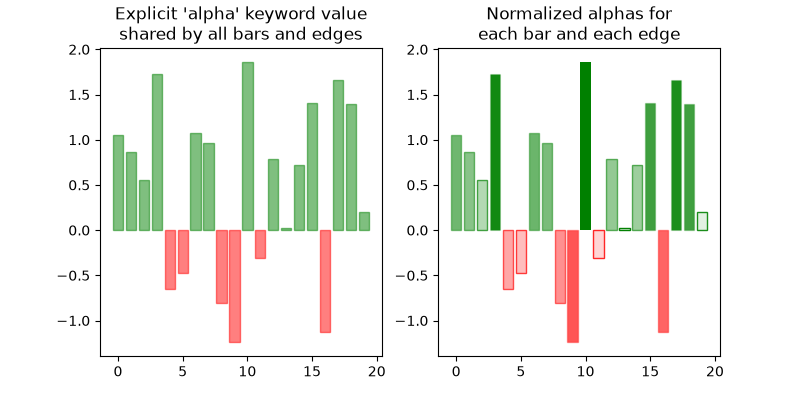 Explicit 'alpha' keyword value
shared by all bars and edges
2.0
1.5
1.0
0.5
0.0
−0.5
−1.0
0 5 10 15 20
Normalized alphas for
each bar and each edge
2.0
1.5
1.0
0.5
0.0
−0.5
−1.0
0 5 10 15 20